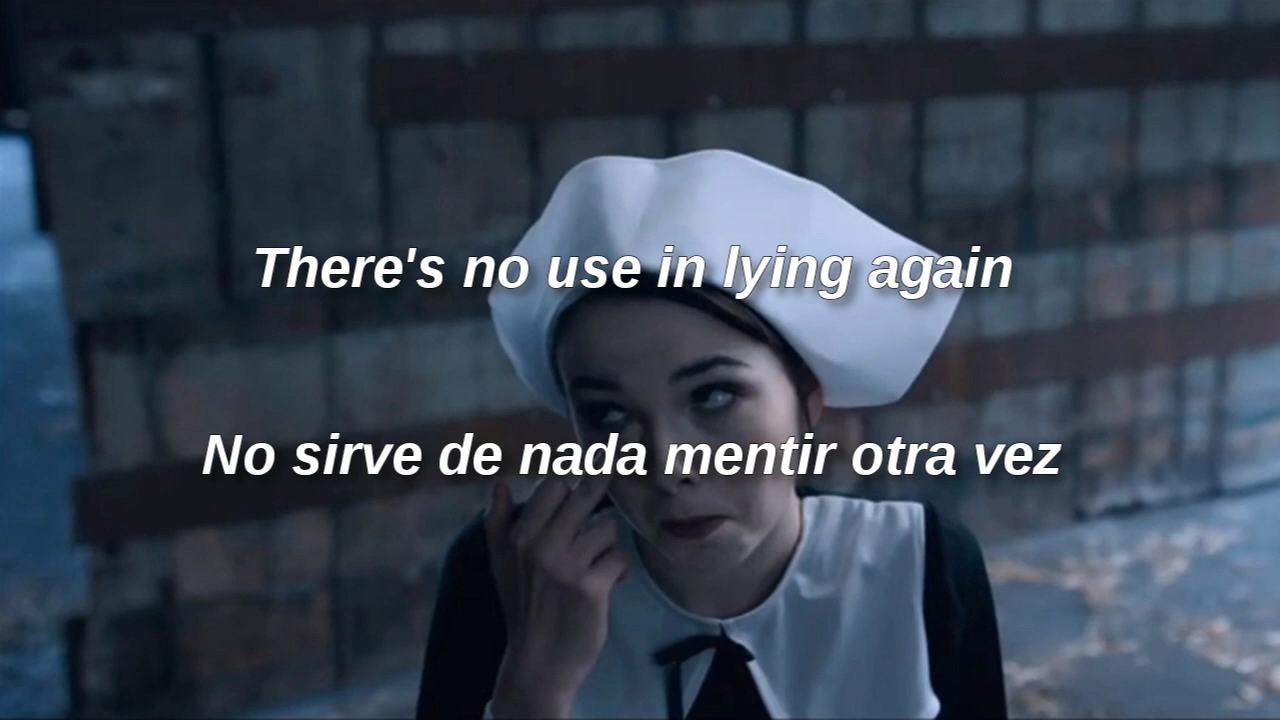 There's no use in lying again
No sirve de nada mentir otra vez